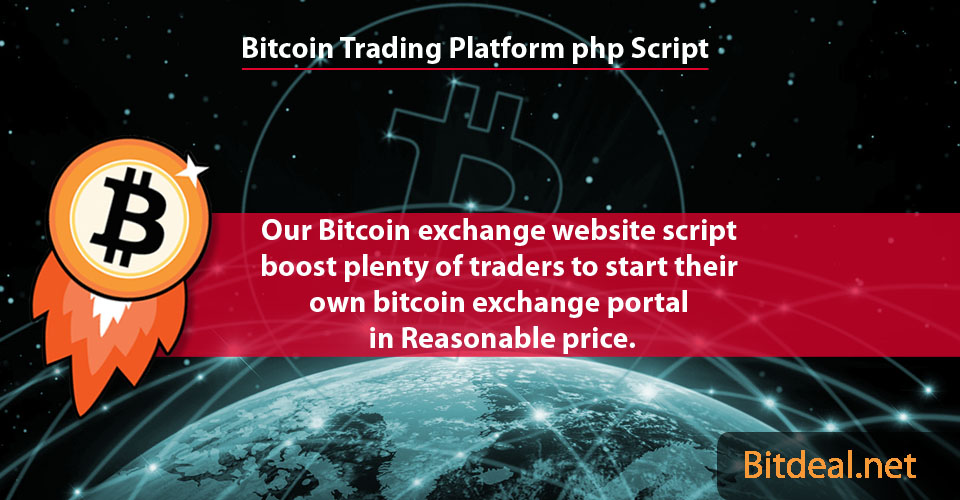 Bitcoin Trading Platform php Script
Our Bitcoin exchange website script
boost plenty of traders to start their
own bitcoin exchange portal
in Reasonable price.
Bitdeal.net